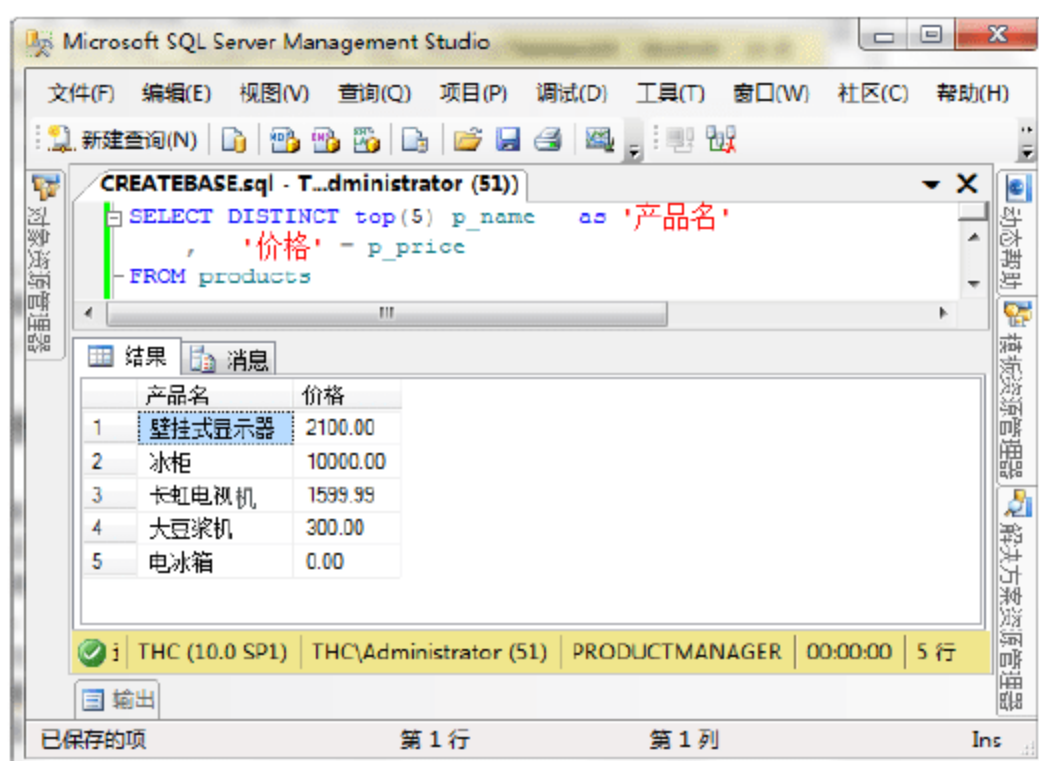 Microsoft SQL Server Management Studio
文件(F) 编辑(E) 视图(V) 查询(Q) 项目(P) 调试(D) 工具(T) 窗口(W) 社区(C) 帮助(H)
新建查询(N)
CREATEBASE.sql - T...dministrator (51))
SELECT DISTINCT top(5) p_name as '产品名'
, '价格' = p_price
FROM products
对象资源管理器
结果 消息
产品名 价格
1 壁挂式显示器 2100.00
2 冰柜 10000.00
3 长虹电视机 1599.99
4 大豆浆机 300.00
5 电冰箱 0.00
THC (10.0 SP1) THC\Administrator (51) PRODUCTMANAGER 00:00:00 5 行
输出
动态帮助
模板资源管理器
解决方案资源管理器
已保存的项 第 1 行 第 1 列 Ins